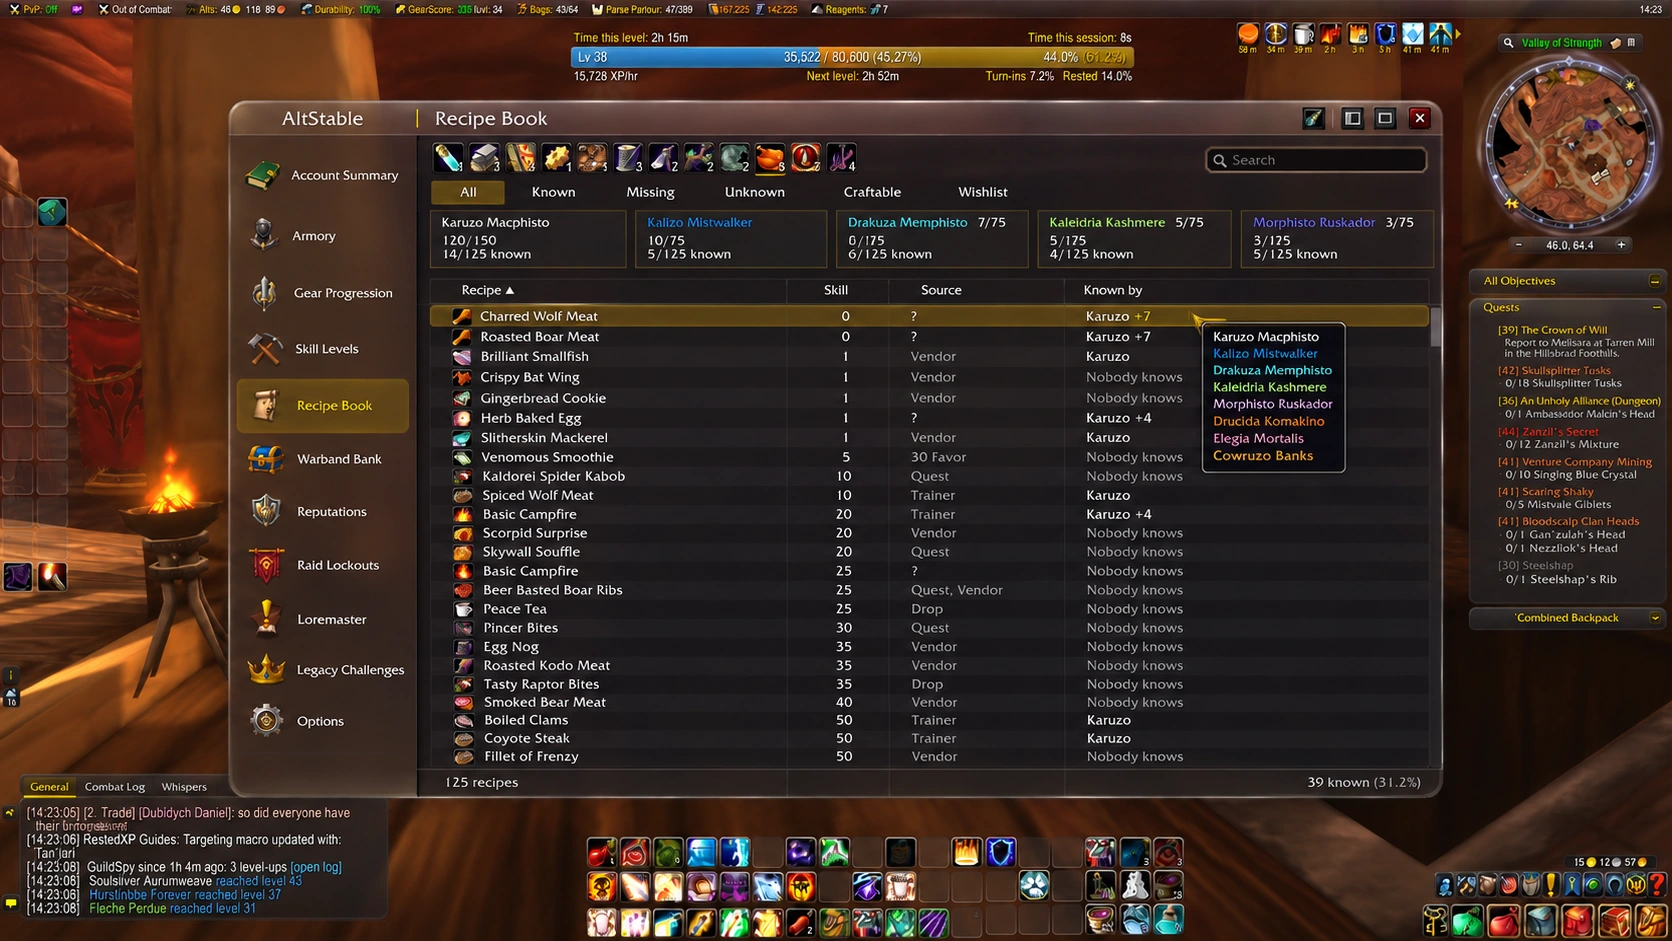 PvP: Off
Out of Combat
Alts: 46 118 89
Durability: 100%
GearScore: 335 iLvl: 34
Bags: 43/64
Parse Parlour: 47/389
167.225 142.225
Reagents: 7
14:23
Time this level: 2h 15m
Time this session: 8s
Lv 38
35,522 / 80,600 (45,27%)
44.0% (61.2%)
15,728 XP/hr
Next level: 2h 52m
Turn-ins 7.2%
Rested 14.0%
58 m
34 m
39 m
2 h
3 h
5 h
41 m
41 m
Valley of Strength
46.0, 64.4
AltStable
Recipe Book
Search
Account Summary
Armory
Gear Progression
Skill Levels
Recipe Book
Warband Bank
Reputations
Raid Lockouts
Loremaster
Legacy Challenges
Options
All
Known
Missing
Unknown
Craftable
Wishlist
Karuzo Macphisto
120/150
14/125 known
Kalizo Mistwalker
10/75
5/125 known
Drakuza Memphisto 7/75
0/175
6/125 known
Kaleidria Kashmere 5/75
5/175
4/125 known
Morphisto Ruskador 3/75
3/125
5/125 known
Recipe Skill Source Known by
Charred Wolf Meat 0 ? Karuzo +7
Roasted Boar Meat 0 ? Karuzo +7
Brilliant Smallfish 1 Vendor Karuzo
Crispy Bat Wing 1 Vendor Nobody knows
Gingerbread Cookie 1 Vendor Nobody knows
Herb Baked Egg 1 ? Karuzo +4
Slitherskin Mackerel 1 Vendor Karuzo
Venomous Smoothie 5 30 Favor Nobody knows
Kaldorei Spider Kabob 10 Quest Nobody knows
Spiced Wolf Meat 10 Trainer Karuzo
Basic Campfire 20 Trainer Karuzo +4
Scorpid Surprise 20 Vendor Nobody knows
Skywall Souffle 20 Quest Nobody knows
Basic Campfire 25 ? Nobody knows
Beer Basted Boar Ribs 25 Quest, Vendor Nobody knows
Peace Tea 25 Drop Nobody knows
Pincer Bites 30 Quest Nobody knows
Egg Nog 35 Vendor Nobody knows
Roasted Kodo Meat 35 Vendor Nobody knows
Tasty Raptor Bites 35 Drop Nobody knows
Smoked Bear Meat 40 Vendor Nobody knows
Boiled Clams 50 Trainer Karuzo
Coyote Steak 50 Trainer Karuzo
Fillet of Frenzy 50 Vendor Nobody knows
125 recipes
39 known (31.2%)
Karuzo Macphisto
Kalizo Mistwalker
Drakuza Memphisto
Kaleidria Kashmere
Morphisto Ruskador
Drucida Komakino
Elegia Mortalis
Cowruzo Banks
All Objectives
Quests
[39] The Crown of Will
Report to Melisara at Tarren Mill
in the Hillsbrad Foothills.
[42] Skullsplitter Tusks
0/18 Skullsplitter Tusks
[36] An Unholy Alliance (Dungeon)
0/1 Ambassador Malcin's Head
[44] Zanzil's Secret
0/12 Zanzil's Mixture
[41] Venture Company Mining
0/10 Singing Blue Crystal
[41] Scaring Shaky
0/5 Mistvale Giblets
[41] Bloodscalp Clan Heads
0/1 Gan'zulah's Head
0/1 Nezzliok's Head
[30] Steelshap
0/1 Steelshap's Rib
Combined Backpack
16
General
Combat Log
Whispers
[14:23:05] [2. Trade] [Dubidych Daniel]: so did everyone have
their
[14:23:06] RestedXP Guides: Targeting macro updated with:
Tan'jari
[14:23:08] GuildSpy since 1h 4m ago: 3 level-ups [open log]
[14:23:08] Soulsilver Aurumweave reached level 43
[14:23:08] Hurstlnbbe Forever reached level 37
[14:23:08] Fleche Perdue reached level 31
15 12 57